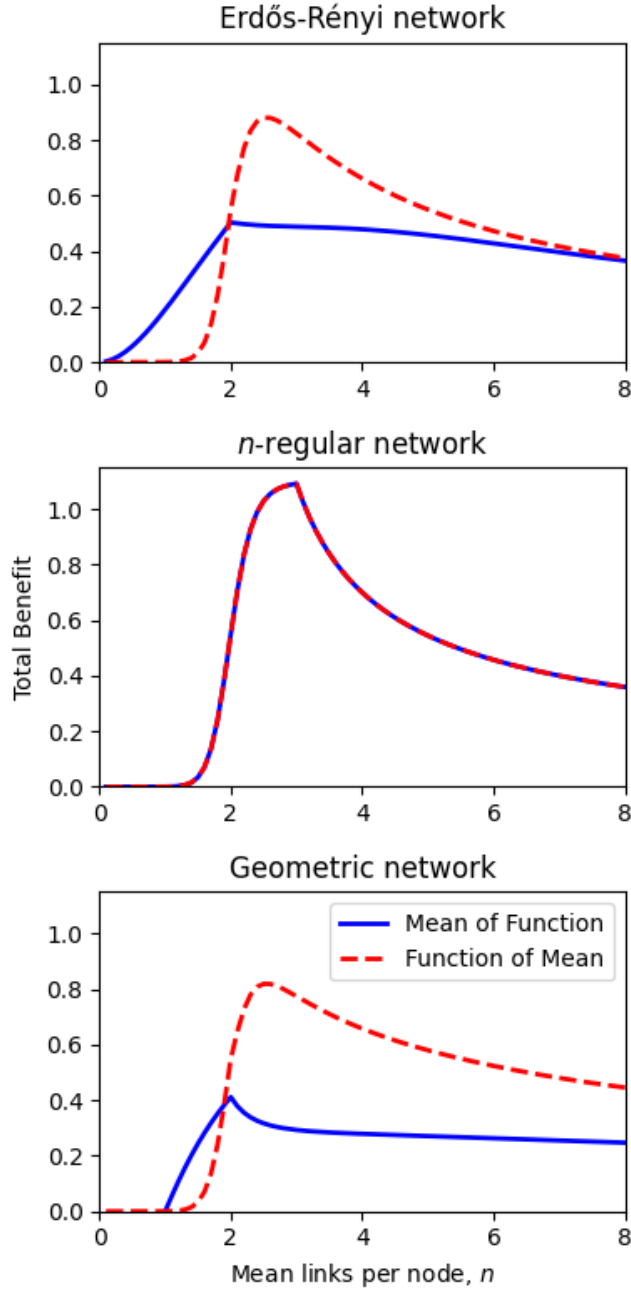 Erdős-Rényi network
1.0
0.8
0.6
0.4
0.2
0.0
0 2 4 6 8
n-regular network
1.0
0.8
0.6
0.4
0.2
0.0
0 2 4 6 8
Total Benefit
Geometric network
Mean of Function
Function of Mean
1.0
0.8
0.6
0.4
0.2
0.0
0 2 4 6 8
Mean links per node, n